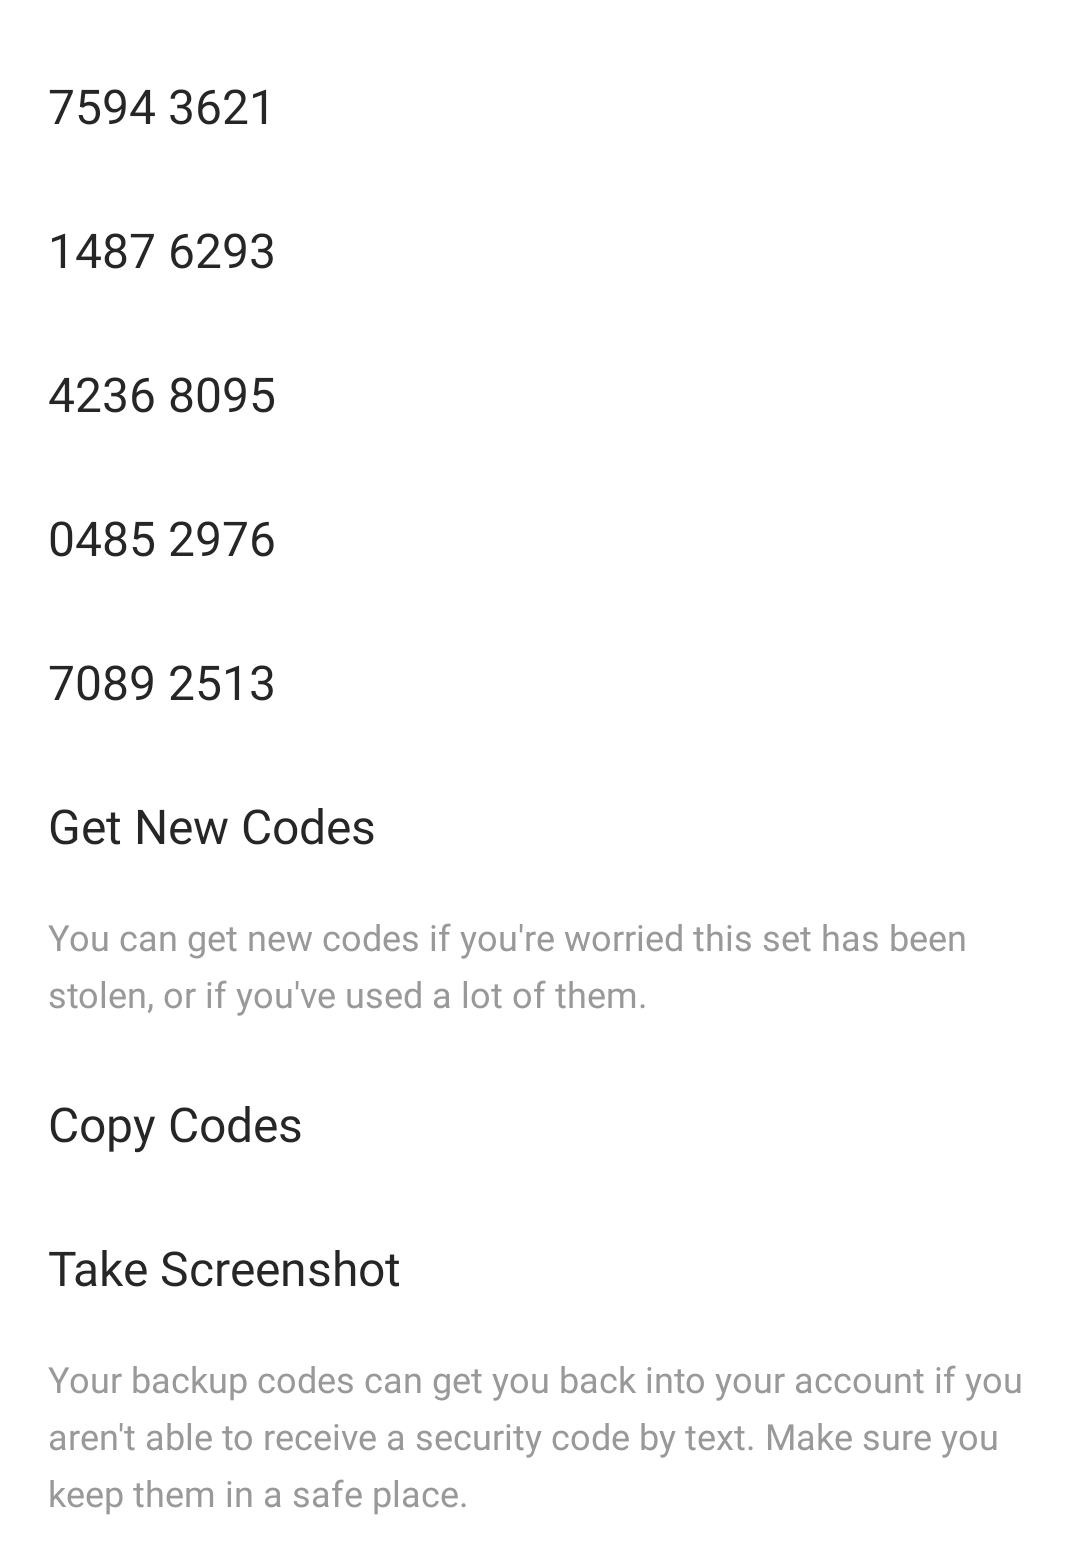 7594 3621
1487 6293
4236 8095
0485 2976
7089 2513
Get New Codes
You can get new codes if you're worried this set has been
stolen, or if you've used a lot of them.
Copy Codes
Take Screenshot
Your backup codes can get you back into your account if you
aren't able to receive a security code by text. Make sure you
keep them in a safe place.